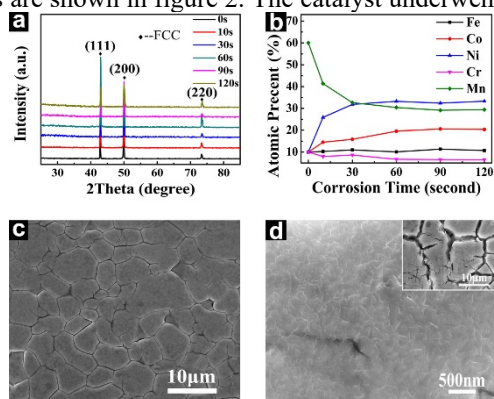 s are shown in figure 2. The catalyst underwent
a
0s
10s
30s
60s
90s
120s
♦--FCC
(111)
(200)
(220)
Intensity (a.u.)
30 40 50 60 70 80
2Theta (degree)
b
Fe
Co
Ni
Cr
Mn
Atomic Precent (%)
70
60
50
40
30
20
10
0 30 60 90 120
Corrosion Time (second)
c
10μm
d
10μm
500nm